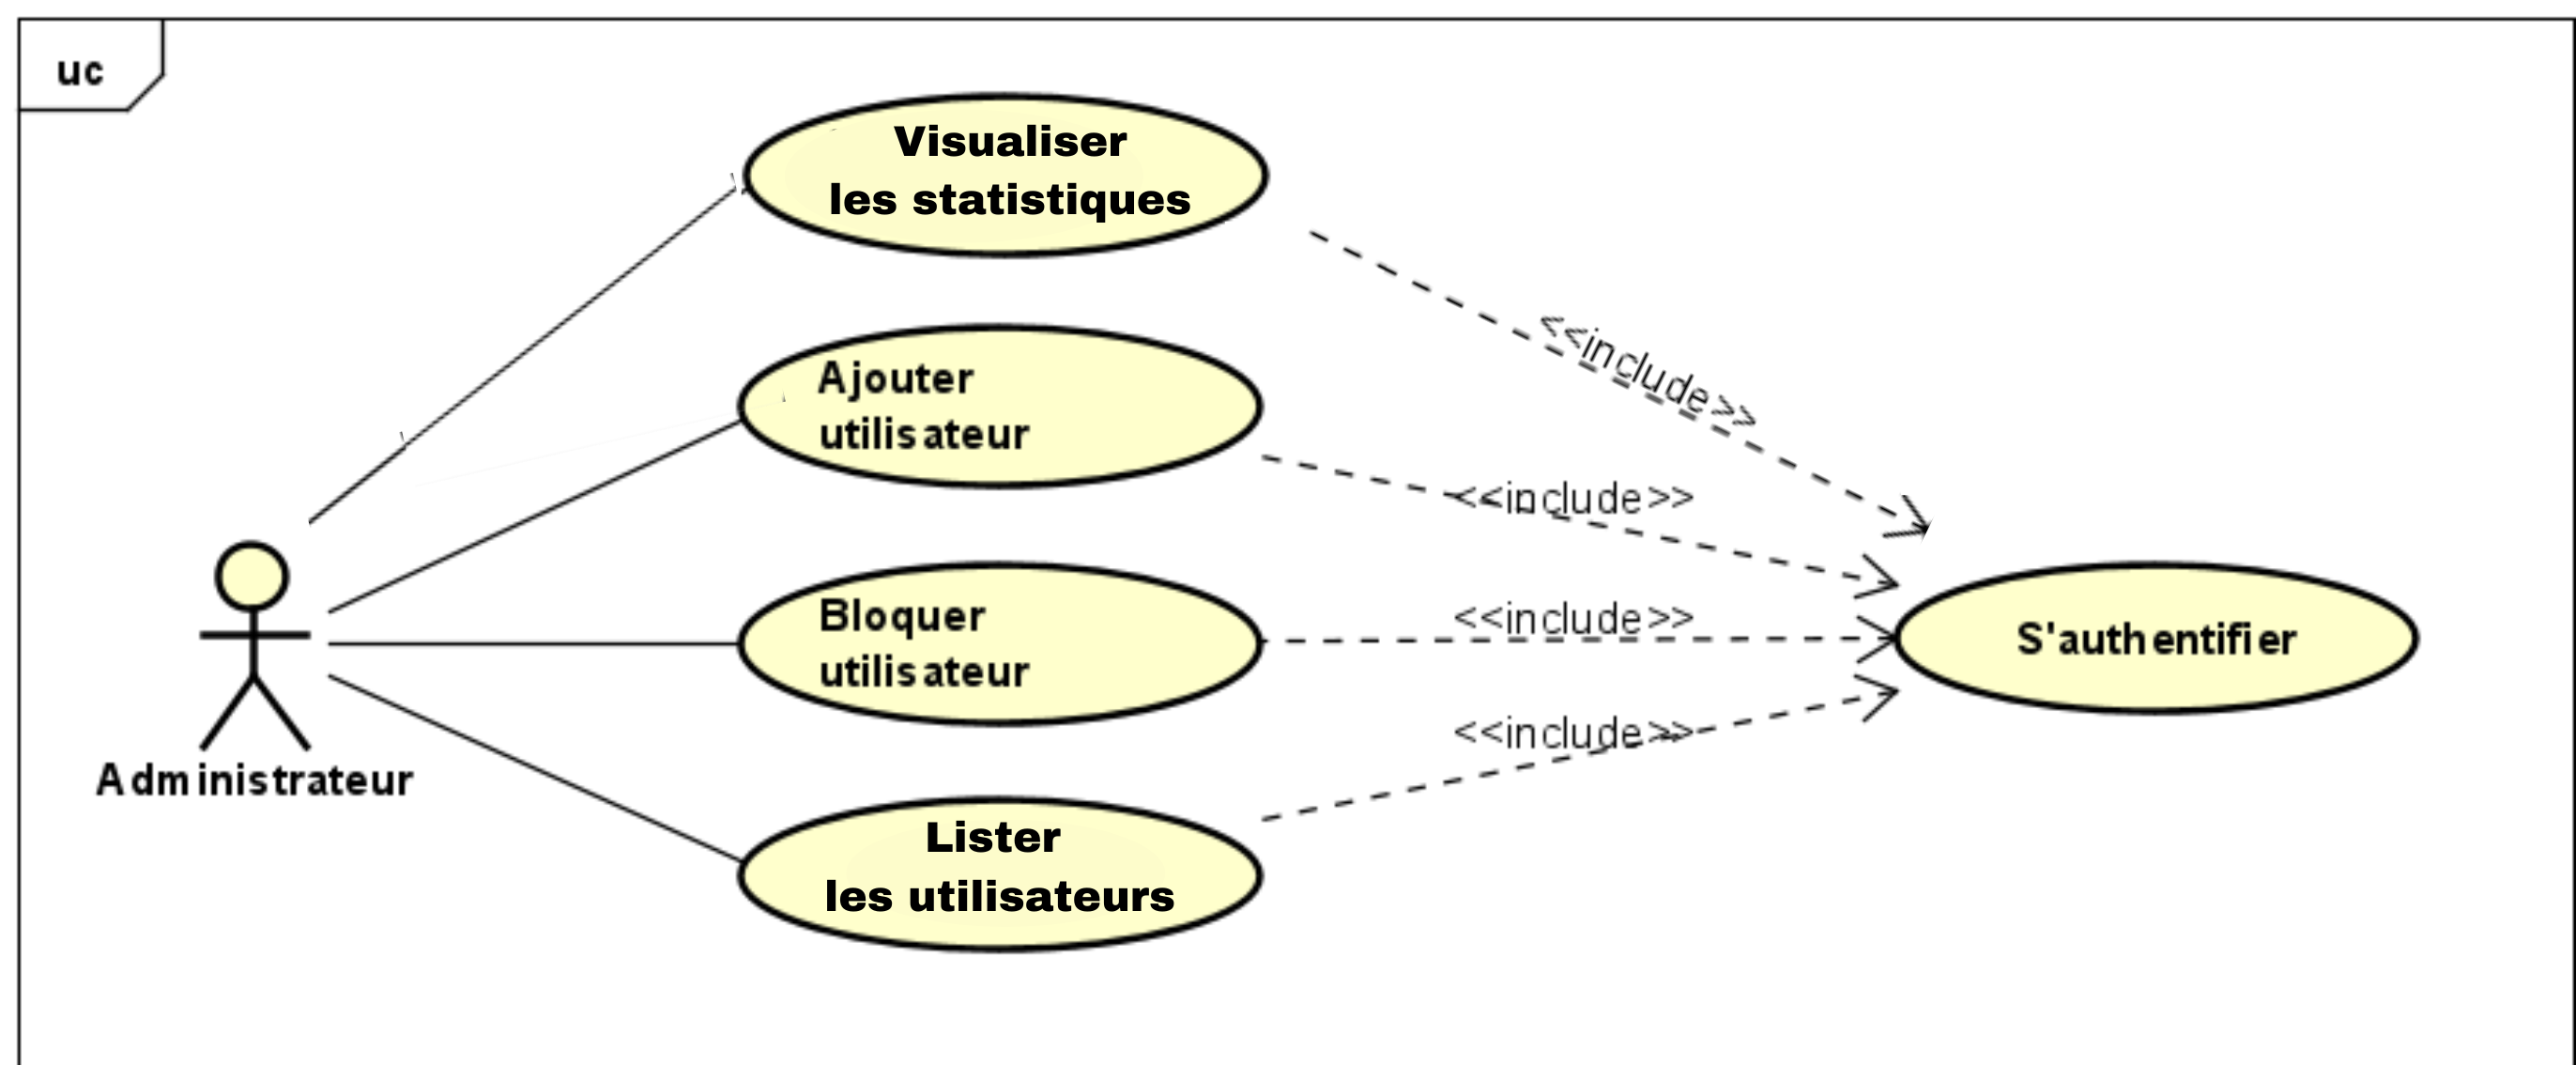 uc
Visualiser
les statistiques
<<include>>
Ajouter
utilisateur
<<include>>
Bloquer
utilisateur
<<include>>
S'authentifier
<<include>>
Administrateur
Lister
les utilisateurs